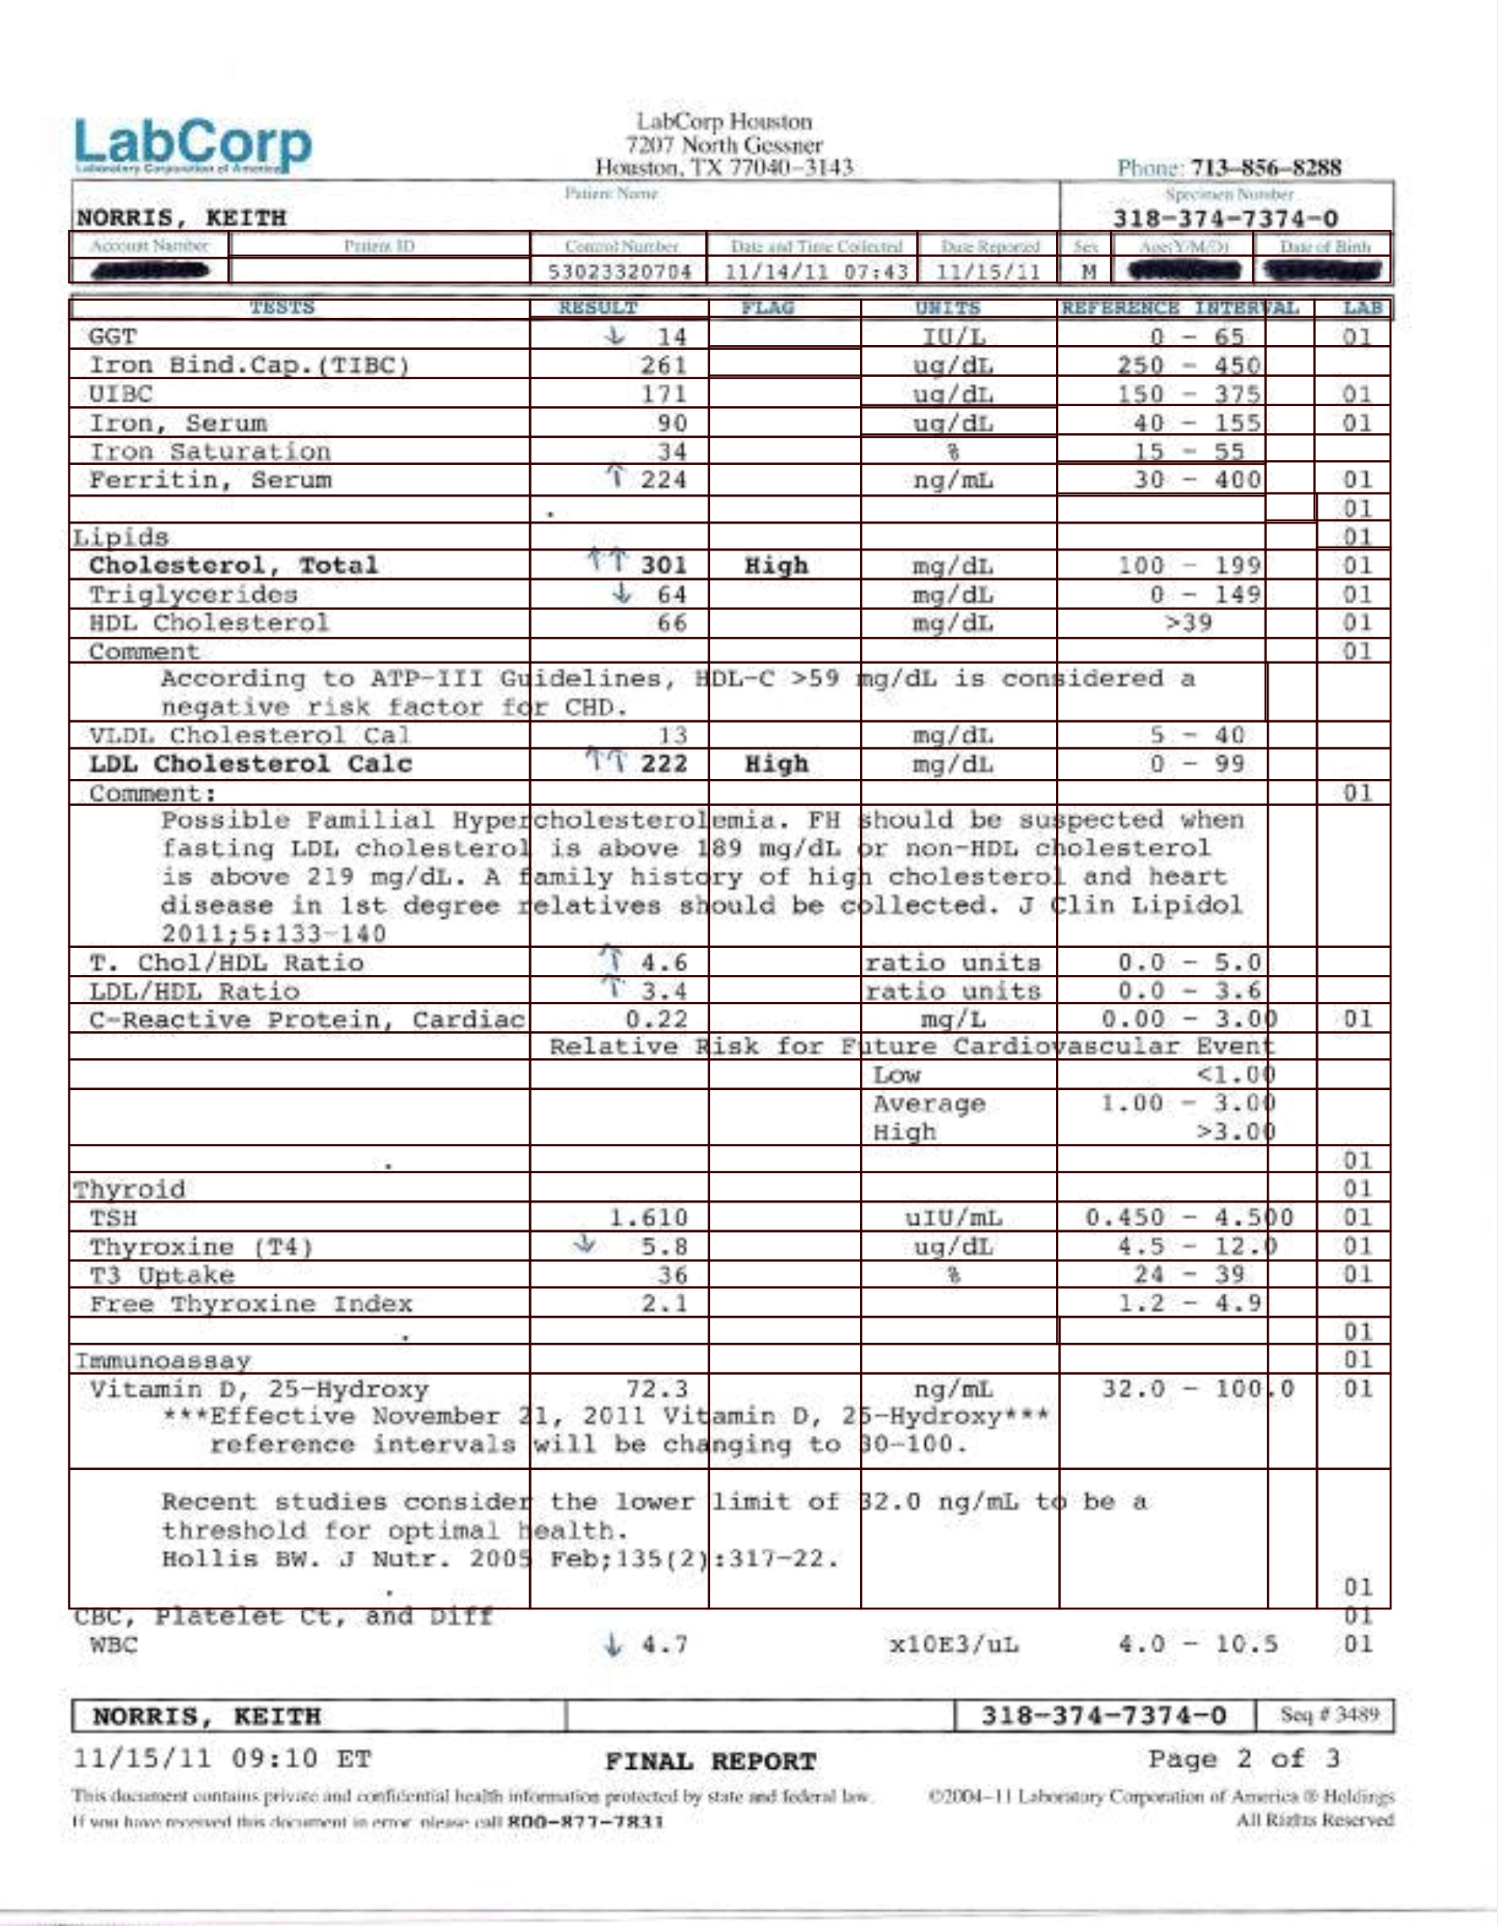 LabCorp
Laboratory Corporation of America
LabCorp Houston
7207 North Gessner
Houston, TX 77040-3143
Phone: 713-856-8288
Patient Name
Specimen Number
NORRIS, KEITH
318-374-7374-0
Account Number Patient ID Control Number Date and Time Collected Date Reported Sex Age(Y/M/D) Date of Birth
53023320704 11/14/11 07:43 11/15/11 M
TESTS RESULT FLAG UNITS REFERENCE INTERVAL LAB
GGT ↓ 14 IU/L 0 - 65 01
Iron Bind.Cap.(TIBC) 261 ug/dL 250 - 450
UIBC 171 ug/dL 150 - 375 01
Iron, Serum 90 ug/dL 40 - 155 01
Iron Saturation 34 % 15 - 55
Ferritin, Serum ↑ 224 ng/mL 30 - 400 01
. 01
Lipids 01
Cholesterol, Total ↑↑ 301 High mg/dL 100 - 199 01
Triglycerides ↓ 64 mg/dL 0 - 149 01
HDL Cholesterol 66 mg/dL >39 01
Comment 01
According to ATP-III Guidelines, HDL-C >59 mg/dL is considered a
negative risk factor for CHD.
VLDL Cholesterol Cal 13 mg/dL 5 - 40
LDL Cholesterol Calc ↑↑ 222 High mg/dL 0 - 99
Comment: 01
Possible Familial Hypercholesterolemia. FH should be suspected when
fasting LDL cholesterol is above 189 mg/dL or non-HDL cholesterol
is above 219 mg/dL. A family history of high cholesterol and heart
disease in 1st degree relatives should be collected. J Clin Lipidol
2011;5:133-140
T. Chol/HDL Ratio ↑ 4.6 ratio units 0.0 - 5.0
LDL/HDL Ratio ↑ 3.4 ratio units 0.0 - 3.6
C-Reactive Protein, Cardiac 0.22 mg/L 0.00 - 3.00 01
Relative Risk for Future Cardiovascular Event
Low <1.00
Average 1.00 - 3.00
High >3.00
. 01
Thyroid 01
TSH 1.610 uIU/mL 0.450 - 4.500 01
Thyroxine (T4) ↓ 5.8 ug/dL 4.5 - 12.0 01
T3 Uptake 36 % 24 - 39 01
Free Thyroxine Index 2.1 1.2 - 4.9
. 01
Immunoassay 01
Vitamin D, 25-Hydroxy 72.3 ng/mL 32.0 - 100.0 01
***Effective November 21, 2011 Vitamin D, 25-Hydroxy***
reference intervals will be changing to 30-100.
Recent studies consider the lower limit of 32.0 ng/mL to be a
threshold for optimal health.
Hollis BW. J Nutr. 2005 Feb;135(2):317-22.
. 01
CBC, Platelet Ct, and Diff 01
WBC ↓ 4.7 x10E3/uL 4.0 - 10.5 01
NORRIS, KEITH 318-374-7374-0 Seq # 3489
11/15/11 09:10 ET FINAL REPORT Page 2 of 3
This document contains private and confidential health information protected by state and federal law. ©2004-11 Laboratory Corporation of America ® Holdings
If you have received this document in error please call 800-877-7831 All Rights Reserved